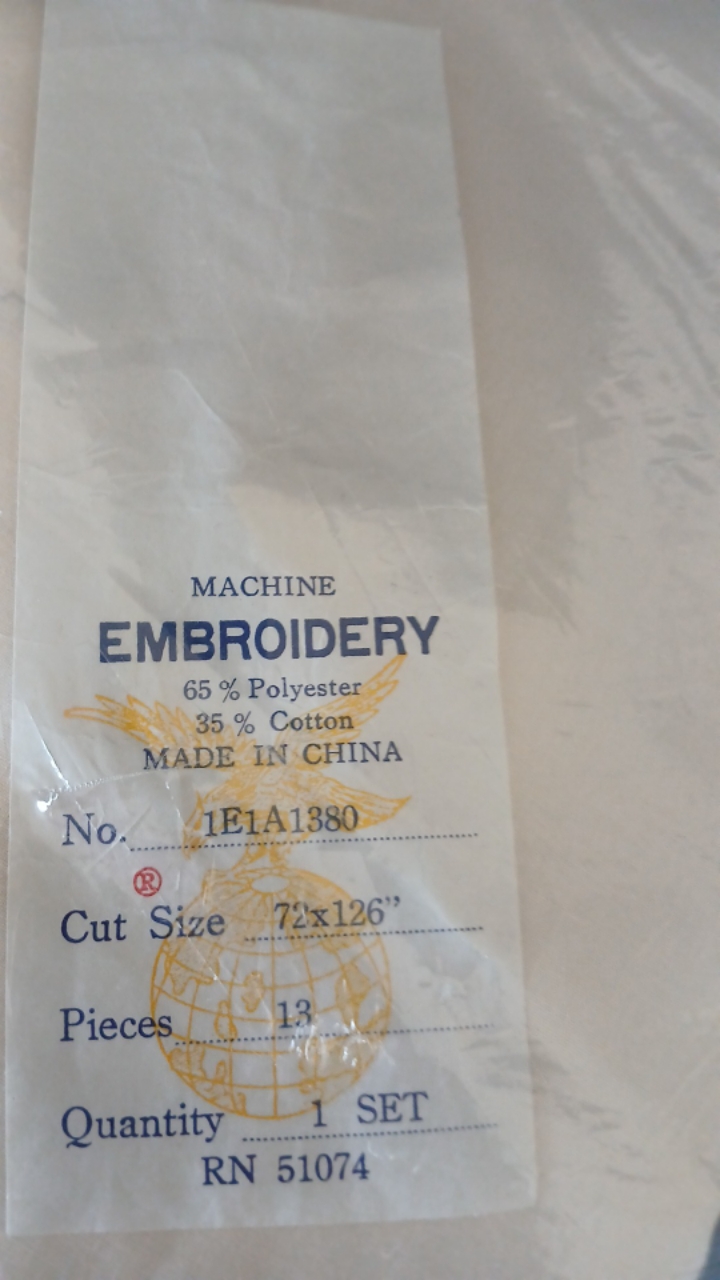 MACHINE
EMBROIDERY
65 % Polyester
35 % Cotton
MADE IN CHINA
No. 1E1A1380
®
Cut Size 72x126”
Pieces 13
Quantity 1 SET
RN 51074